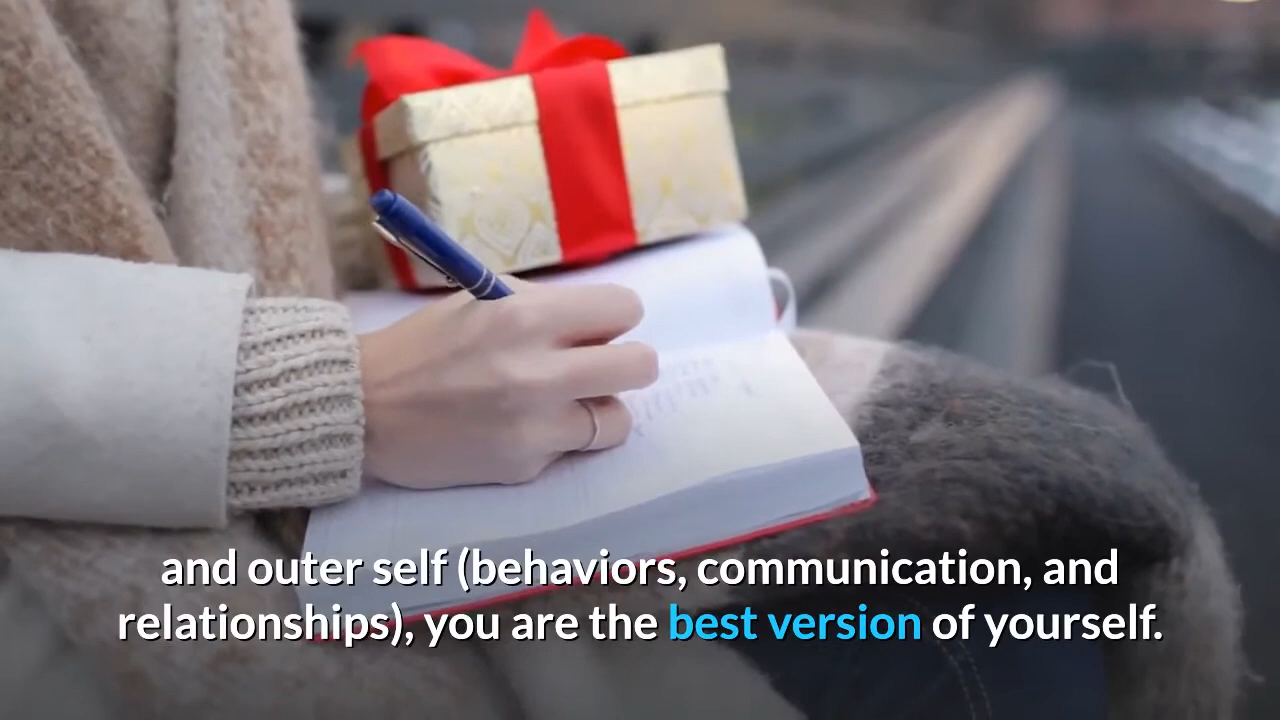 and outer self (behaviors, communication, and
relationships), you are the best version of yourself.